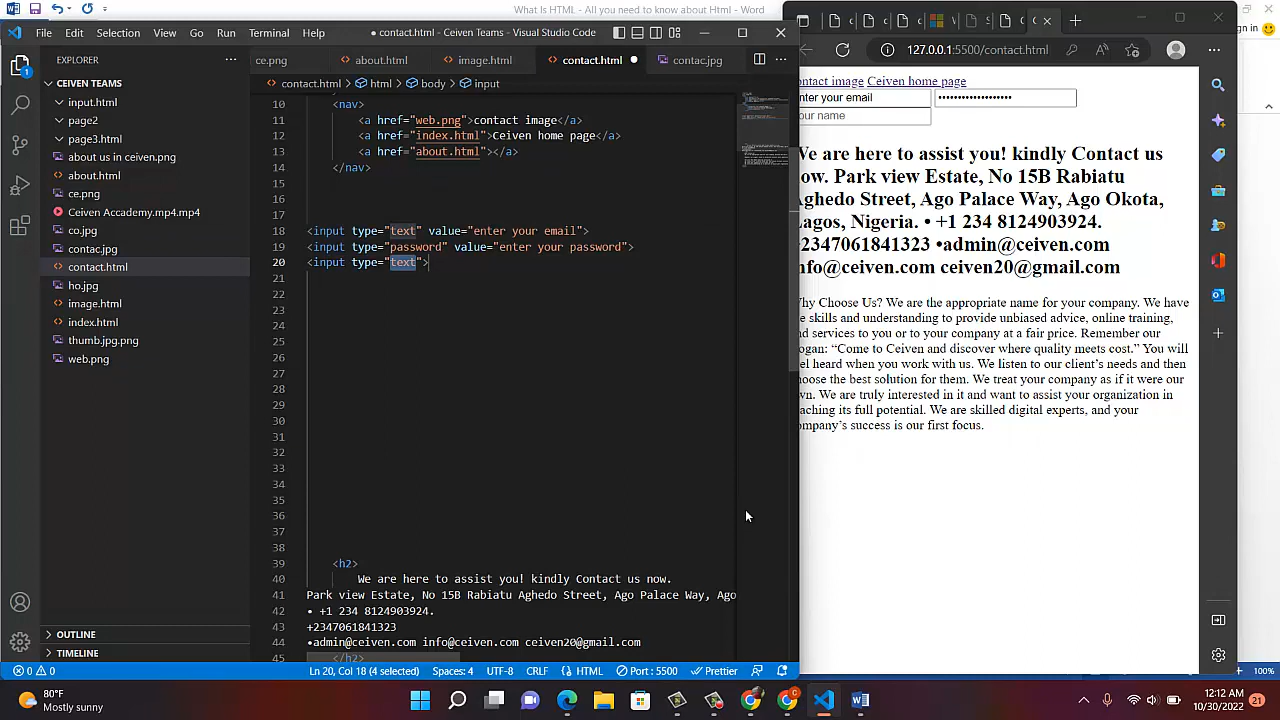 What Is HTML - All you need to know about Html - Word
File Edit Selection View Go Run Terminal Help
contact.html - Ceiven Teams - Visual Studio Code
127.0.0.1:5500/contact.html
EXPLORER
CEIVEN TEAMS
input.html
page2
page3.html
about us in ceiven.png
about.html
ce.png
Ceiven Accademy.mp4.mp4
co.jpg
contac.jpg
contact.html
ho.jpg
image.html
index.html
thumb.jpg.png
web.png
OUTLINE
TIMELINE
ce.png about.html contact.html contac.jpg
contact.html > html > body > input
10 <nav>
11 <a href="web.png">contact image</a>
12 <a href="index.html">Ceiven home page</a>
13 <a href="about.html"></a>
14 </nav>
15
16
17
18 <input type="text" value="enter your email">
19 <input type="password" value="enter your password">
20 <input type="text">
21
22
23
24
25
26
27
28
29
30
31
32
33
34
35
36
37
38
39 <h2>
40 We are here to assist you! kindly Contact us now.
41 Park view Estate, No 15B Rabiatu Aghedo Street, Ago Palace Way, Ago
42 • +1 234 8124903924.
43 +2347061841323
44 •admin@ceiven.com info@ceiven.com ceiven20@gmail.com
45 </h2>
ontact image Ceiven home page
nter your email ••••••••••••••••••
our name
We are here to assist you! kindly Contact us
ow. Park view Estate, No 15B Rabiatu
Aghedo Street, Ago Palace Way, Ago Okota,
Lagos, Nigeria. • +1 234 8124903924.
2347061841323 •admin@ceiven.com
nfo@ceiven.com ceiven20@gmail.com
hy Choose Us? We are the appropriate name for your company. We have
e skills and understanding to provide unbiased advice, online training,
nd services to you or to your company at a fair price. Remember our
ogan: “Come to Ceiven and discover where quality meets cost.” You will
el heard when you work with us. We listen to our client’s needs and then
oose the best solution for them. We treat your company as if it were our
wn. We are truly interested in it and want to assist your organization in
aching its full potential. We are skilled digital experts, and your
ompany’s success is our first focus.
0 0 Ln 20, Col 18 (4 selected) Spaces: 4 UTF-8 CRLF HTML Port : 5500 Prettier
100%
80°F
Mostly sunny
12:12 AM
10/30/2022
21